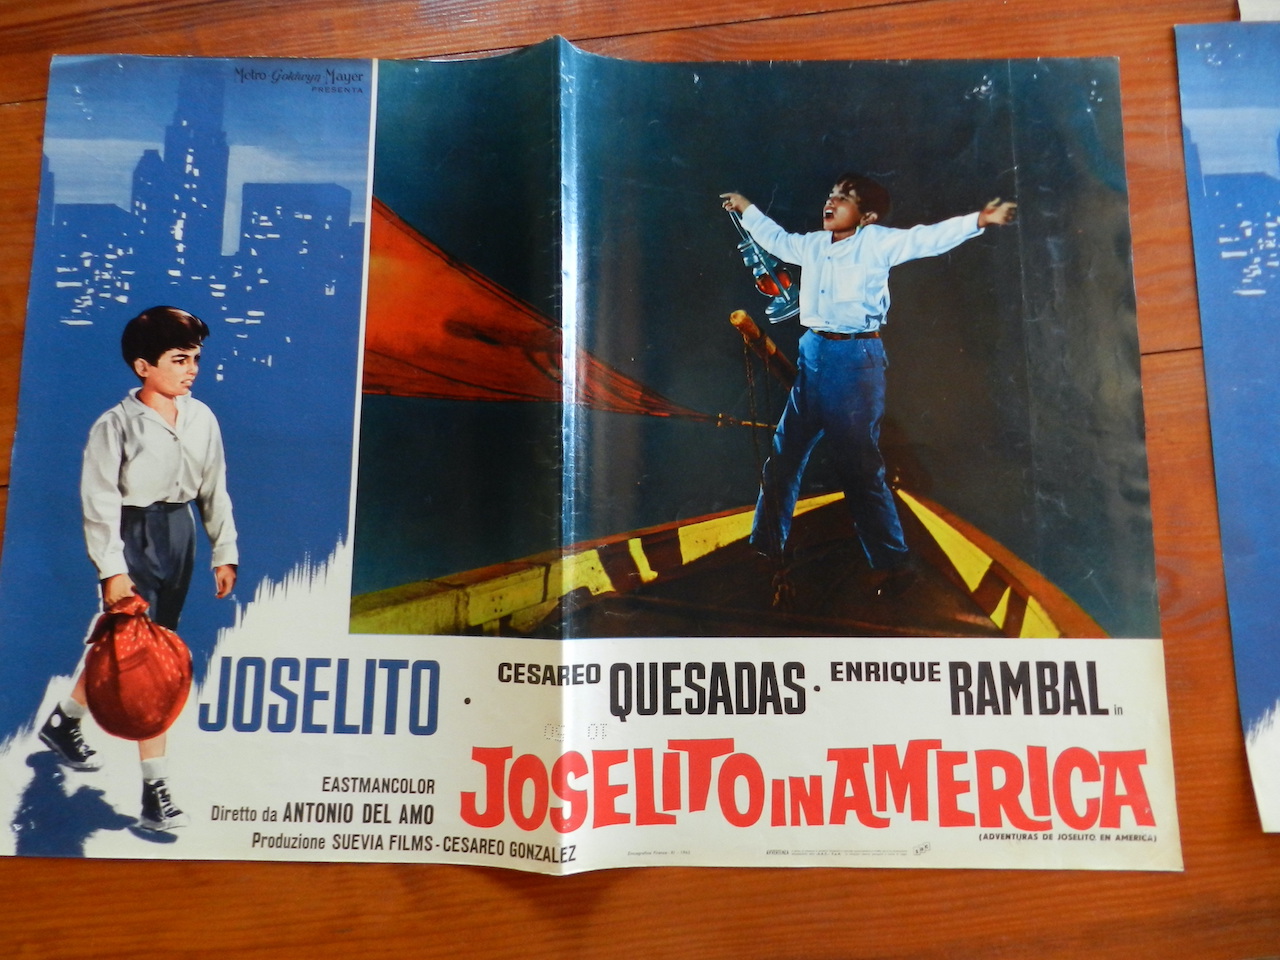 Metro Goldwyn Mayer
PRESENTA
JOSELITO · CESAREO QUESADAS · ENRIQUE RAMBAL in
JOSELITO IN AMERICA
(ADVENTURAS DE JOSELITO EN AMERICA)
EASTMANCOLOR
Diretto da ANTONIO DEL AMO
Produzione SUEVIA FILMS - CESAREO GONZALEZ